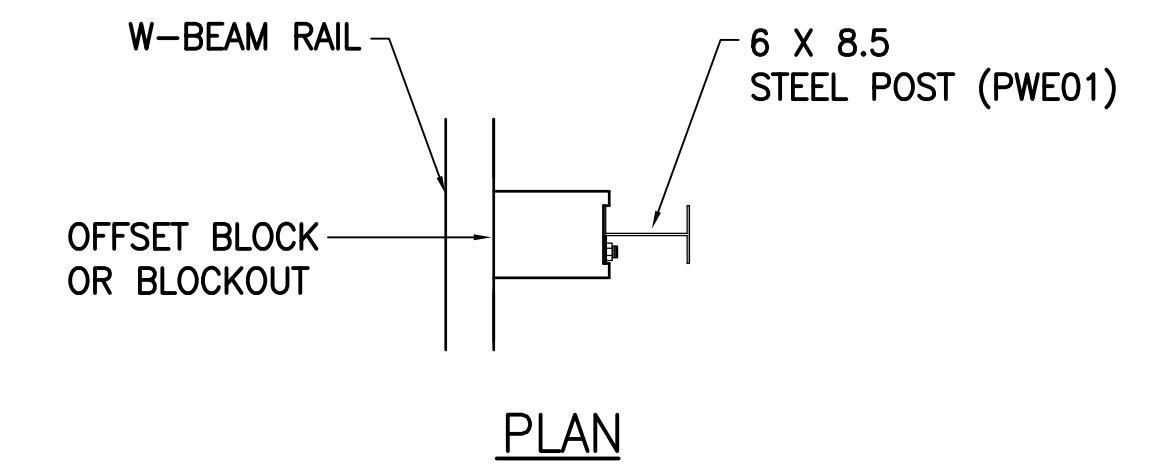 W-BEAM RAIL
6 X 8.5
STEEL POST (PWE01)
OFFSET BLOCK
OR BLOCKOUT
PLAN